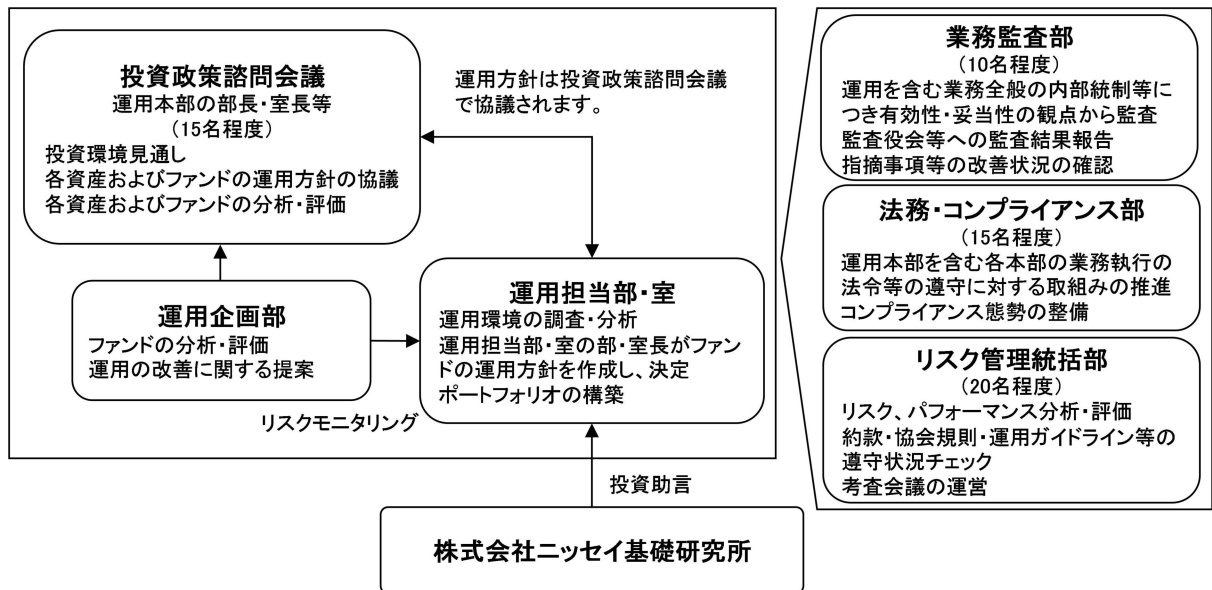 投資政策諮問会議
運用本部の部長・室長等
(15名程度)
投資環境見通し
各資産およびファンドの運用方針の協議
各資産およびファンドの分析・評価
運用方針は投資政策諮問会議
で協議されます。
運用企画部
ファンドの分析・評価
運用の改善に関する提案
運用担当部・室
運用環境の調査・分析
運用担当部・室の部・室長がファン
ドの運用方針を作成し、決定
ポートフォリオの構築
リスクモニタリング
投資助言
株式会社ニッセイ基礎研究所
業務監査部
(10名程度)
運用を含む業務全般の内部統制等に
つき有効性・妥当性の観点から監査
監査役会等への監査結果報告
指摘事項等の改善状況の確認
法務・コンプライアンス部
(15名程度)
運用本部を含む各本部の業務執行の
法令等の遵守に対する取組みの推進
コンプライアンス態勢の整備
リスク管理統括部
(20名程度)
リスク、パフォーマンス分析・評価
約款・協会規則・運用ガイドライン等の
遵守状況チェック
考査会議の運営